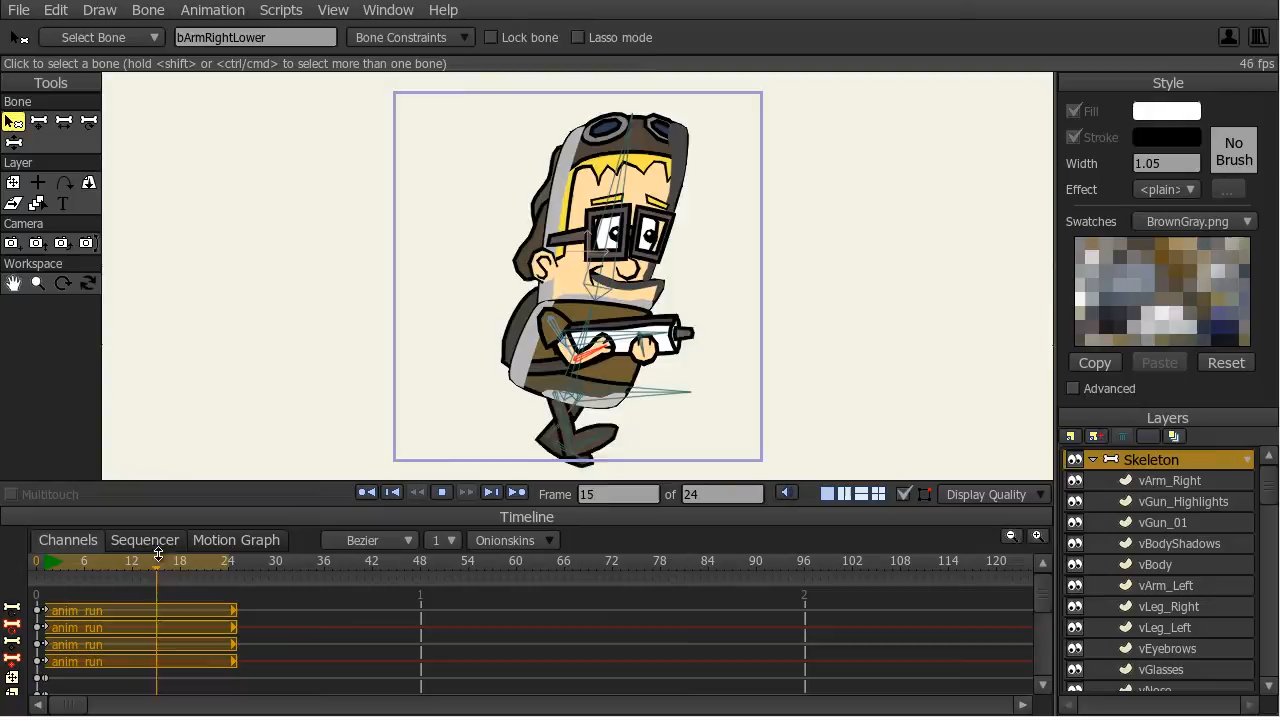 File Edit Draw Bone Animation Scripts View Window Help
Select Bone bArmRightLower Bone Constraints Lock bone Lasso mode
Click to select a bone (hold <shift> or <ctrl/cmd> to select more than one bone) 46 fps
Tools
Bone
Layer
T
Camera
Workspace
Style
Fill
Stroke
No
Brush
Width 1.05
Effect <plain> ...
Swatches BrownGray.png
Copy Paste Reset
Advanced
Layers
Skeleton
vArm_Right
vGun_Highlights
vGun_01
vBodyShadows
vBody
vArm_Left
vLeg_Right
vLeg_Left
vEyebrows
vGlasses
vNose
Multitouch Frame 15 of 24 Display Quality
Timeline
Channels Sequencer Motion Graph Bezier 1 Onionskins
0 6 12 18 24 30 36 42 48 54 60 66 72 78 84 90 96 102 108 114 120
0 1 2
anim_run
anim_run
anim_run
anim_run